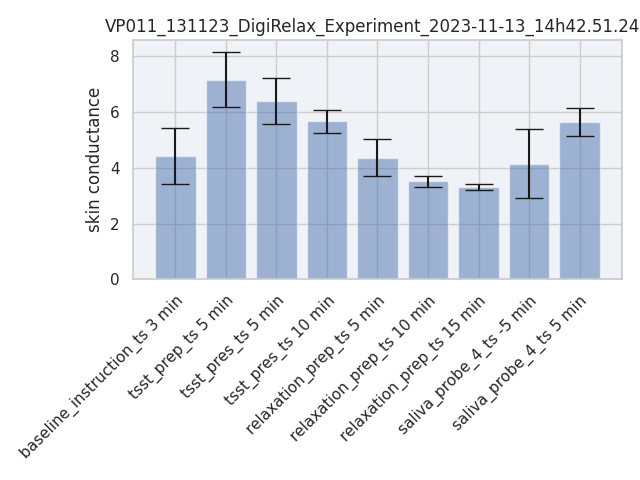 VP011_131123_DigiRelax_Experiment_2023-11-13_14h42.51.24
skin conductance
8
6
4
2
0
baseline_instruction_ts 3 min
tsst_prep_ts 5 min
tsst_pres_ts 5 min
tsst_pres_ts 10 min
relaxation_prep_ts 5 min
relaxation_prep_ts 10 min
relaxation_prep_ts 15 min
saliva_probe_4_ts -5 min
saliva_probe_4_ts 5 min